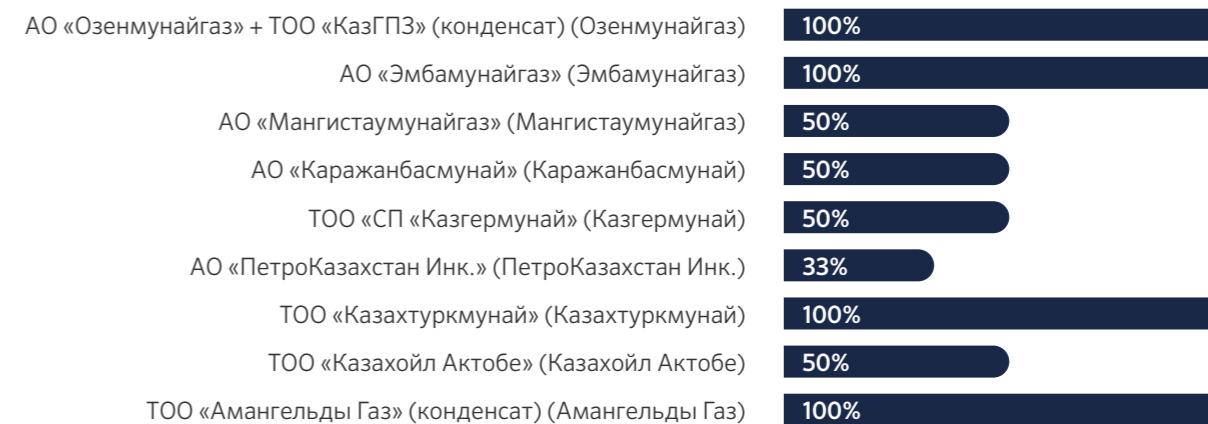 АО «Озенмунайгаз» + ТОО «КазГПЗ» (конденсат) (Озенмунайгаз) 100%
АО «Эмбамунайгаз» (Эмбамунайгаз) 100%
АО «Мангистаумунайгаз» (Мангистаумунайгаз) 50%
АО «Каражанбасмунай» (Каражанбасмунай) 50%
ТОО «СП «Казгермунай» (Казгермунай) 50%
АО «ПетроКазахстан Инк.» (ПетроКазахстан Инк.) 33%
ТОО «Казахтуркмунай» (Казахтуркмунай) 100%
ТОО «Казахойл Актобе» (Казахойл Актобе) 50%
ТОО «Амангельды Газ» (конденсат) (Амангельды Газ) 100%